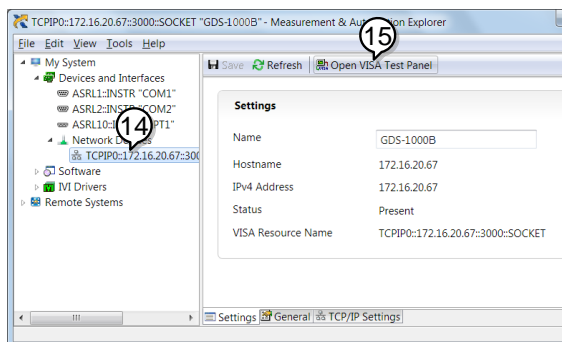 TCPIP0::172.16.20.67::3000::SOCKET "GDS-1000B" - Measurement & Explorer
15
File Edit View Tools Help
My System
Save Refresh Open VISA Test Panel
Devices and Interfaces
ASRL1::INSTR "COM1"
Settings
ASRL2::INSTR "COM2"
ASRL10::
14
Name GDS-1000B
Network
TCPIP0::172.16.20.67::300
Hostname 172.16.20.67
Software
IVI Drivers
IPv4 Address 172.16.20.67
Remote Systems
Status Present
VISA Resource Name TCPIP0::172.16.20.67::3000::SOCKET
Settings General TCP/IP Settings